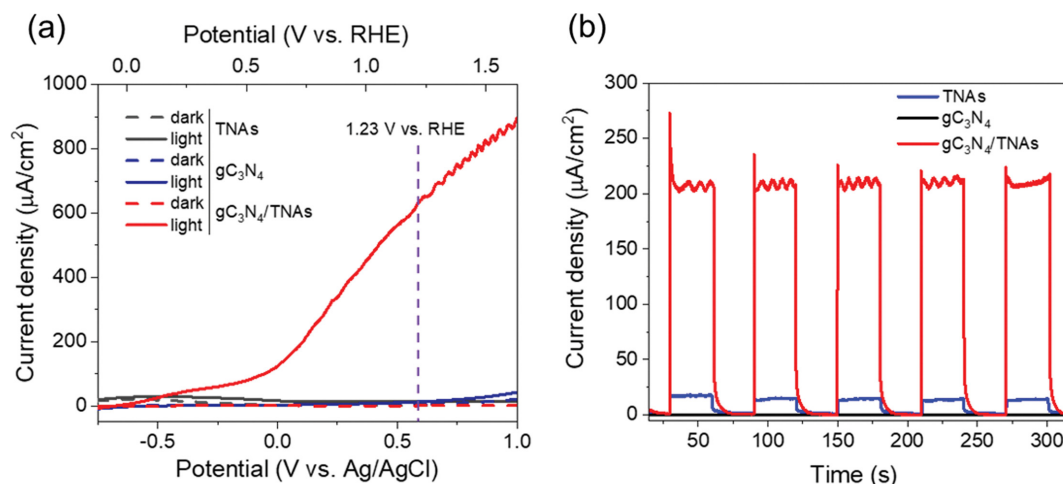 (a)
Potential (V vs. RHE)
0.0 0.5 1.0 1.5
1000
800
600
400
200
0
Current density (µA/cm²)
dark
light
TNAs
dark
light
gC₃N₄
dark
light
gC₃N₄/TNAs
1.23 V vs. RHE
-0.5 0.0 0.5 1.0
Potential (V vs. Ag/AgCl)
(b)
300
250
200
150
100
50
0
Current density (µA/cm²)
TNAs
gC₃N₄
gC₃N₄/TNAs
50 100 150 200 250 300
Time (s)